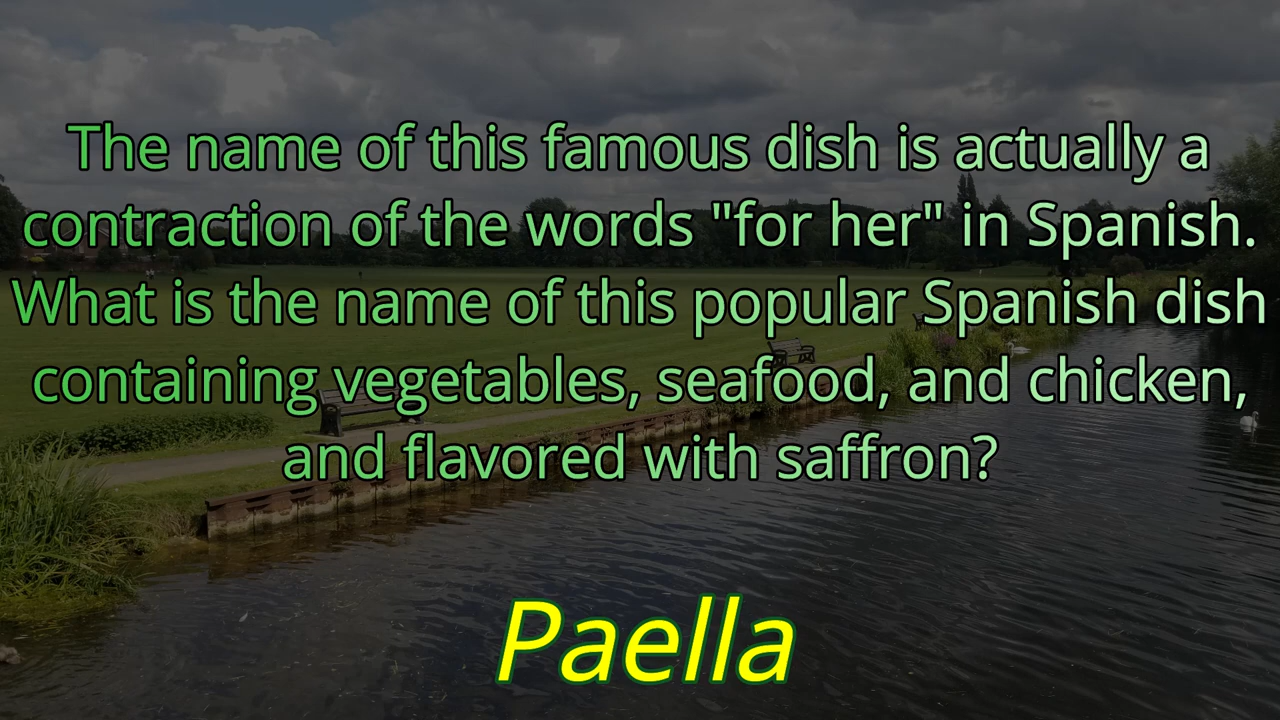 The name of this famous dish is actually a
contraction of the words "for her" in Spanish.
What is the name of this popular Spanish dish
containing vegetables, seafood, and chicken,
and flavored with saffron?
Paella